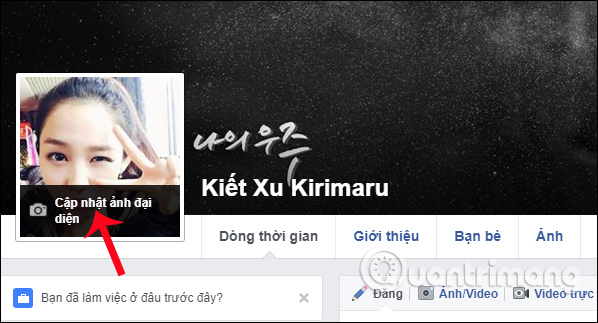 나의 우주
Kiết Xu Kirimaru
Cập nhật ảnh đại
diện
Dòng thời gian
Giới thiệu
Bạn bè
Ảnh
Quantrimang
Bạn đã làm việc ở đâu trước đây?
Đăng
Ảnh/Video
Video trực